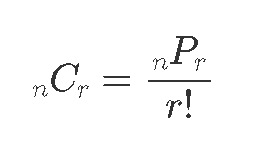 ₙCᵣ = ₙPᵣ / r!